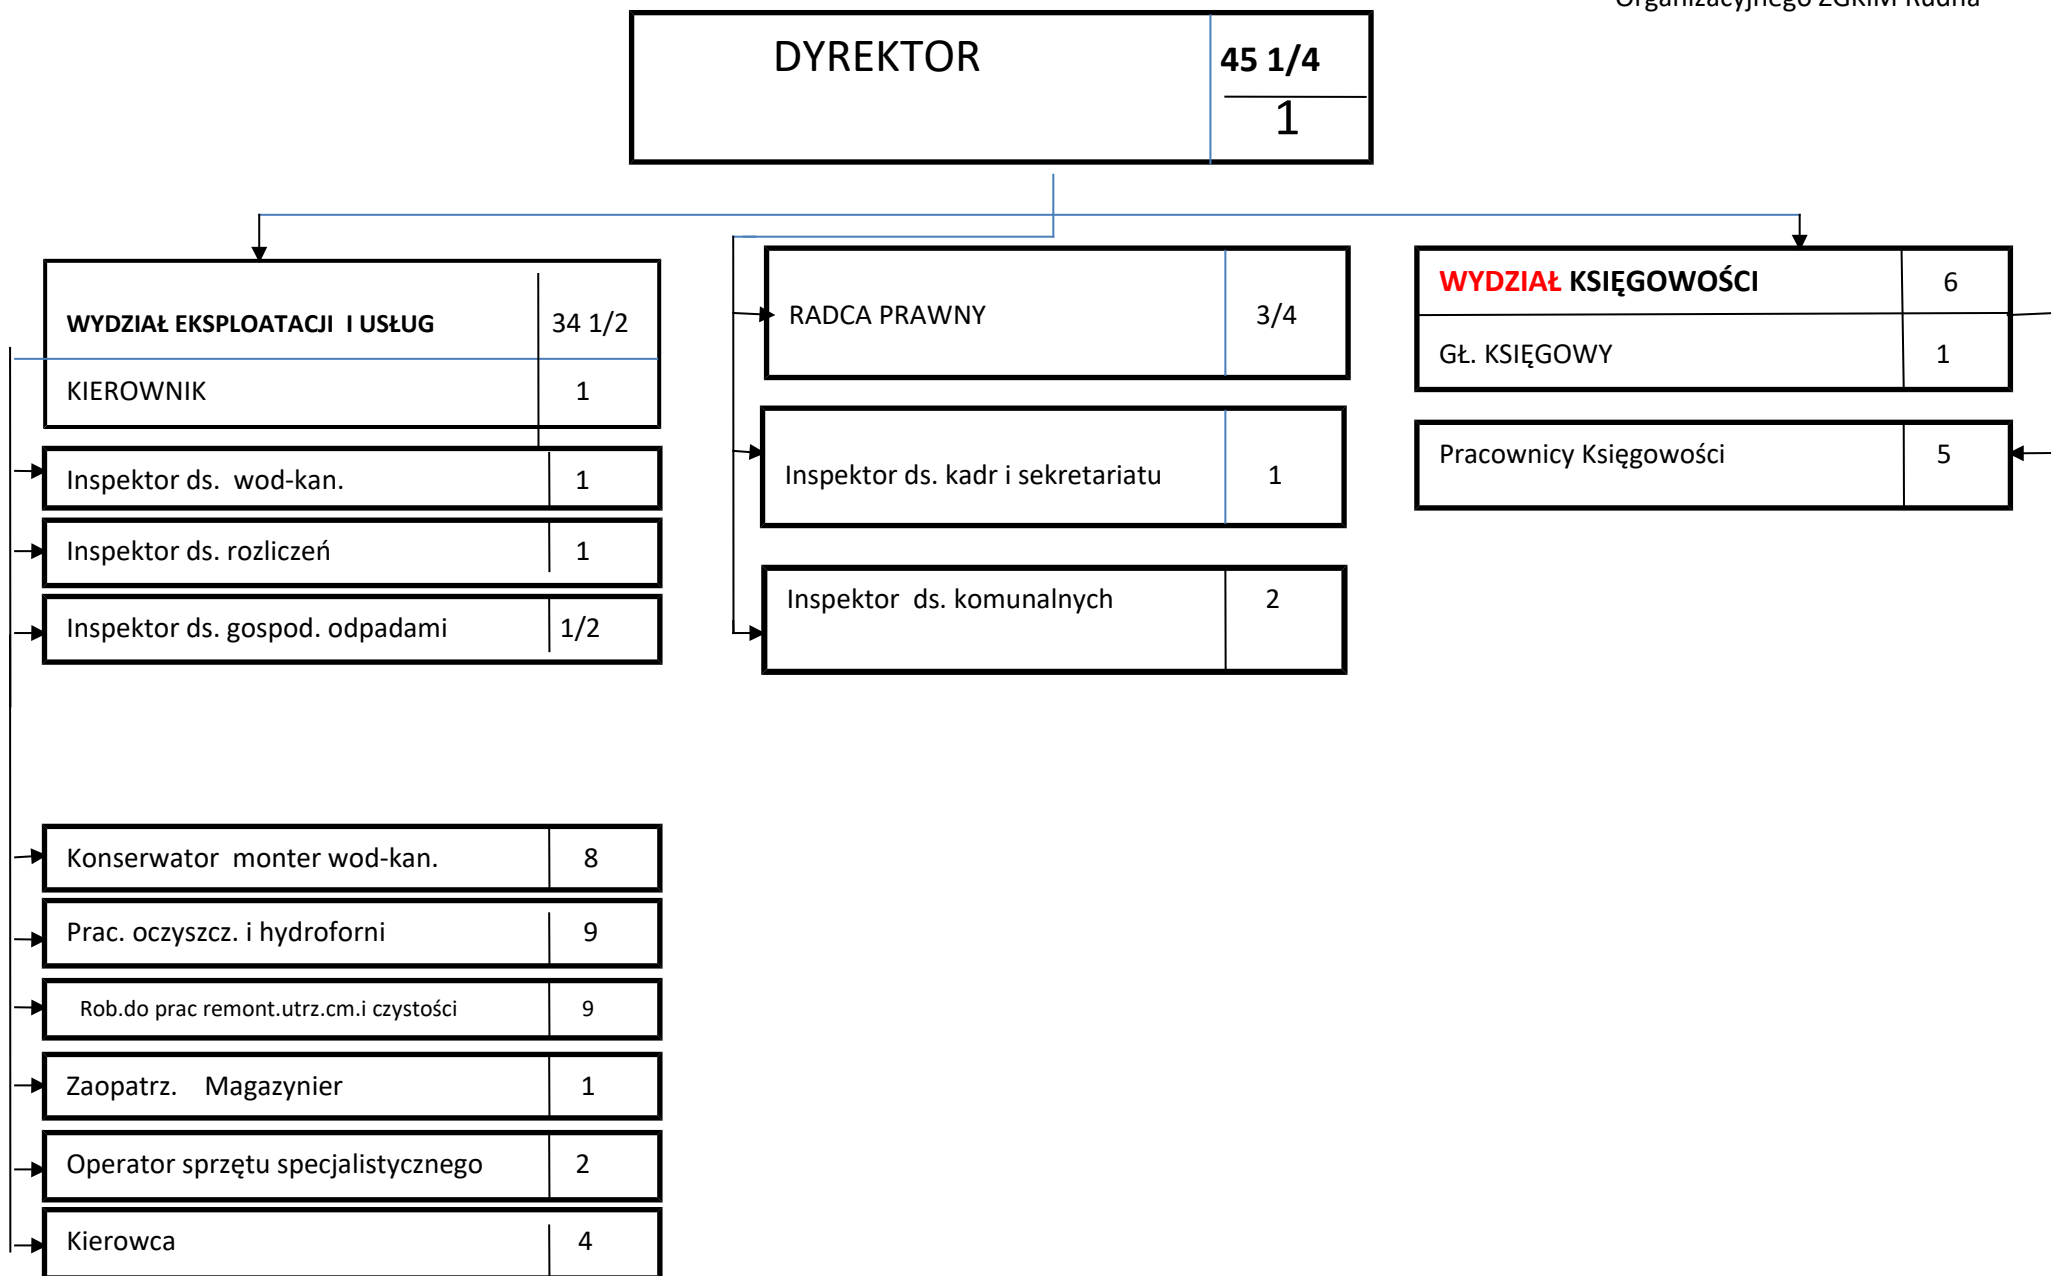 Organizacyjnego ZGKiM Rudna
DYREKTOR 45 1/4
1
WYDZIAŁ EKSPLOATACJI I USŁUG 34 1/2
KIEROWNIK 1
Inspektor ds. wod-kan. 1
Inspektor ds. rozliczeń 1
Inspektor ds. gospod. odpadami 1/2
Konserwator monter wod-kan. 8
Prac. oczyszcz. i hydroforni 9
Rob.do prac remont.utrz.cm.i czystości 9
Zaopatrz. Magazynier 1
Operator sprzętu specjalistycznego 2
Kierowca 4
RADCA PRAWNY 3/4
Inspektor ds. kadr i sekretariatu 1
Inspektor ds. komunalnych 2
WYDZIAŁ KSIĘGOWOŚCI 6
GŁ. KSIĘGOWY 1
Pracownicy Księgowości 5